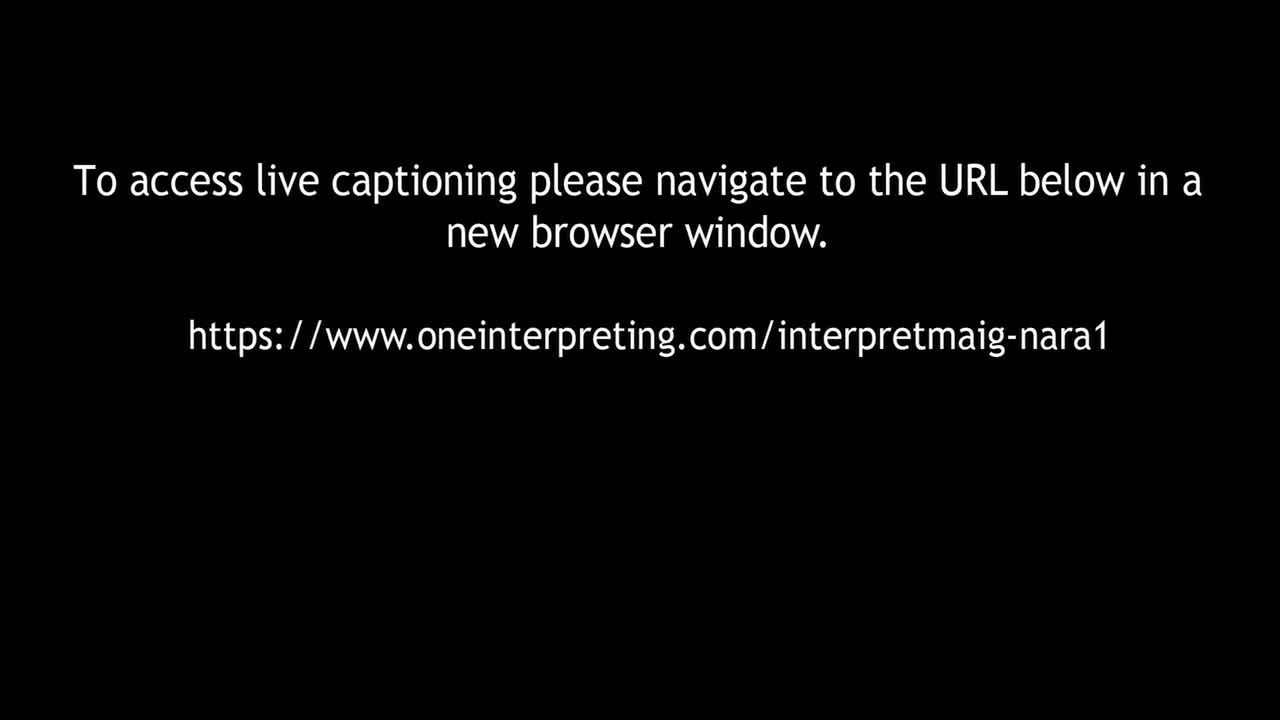 To access live captioning please navigate to the URL below in a
new browser window.
https://www.oneinterpreting.com/interpretmaig-nara1